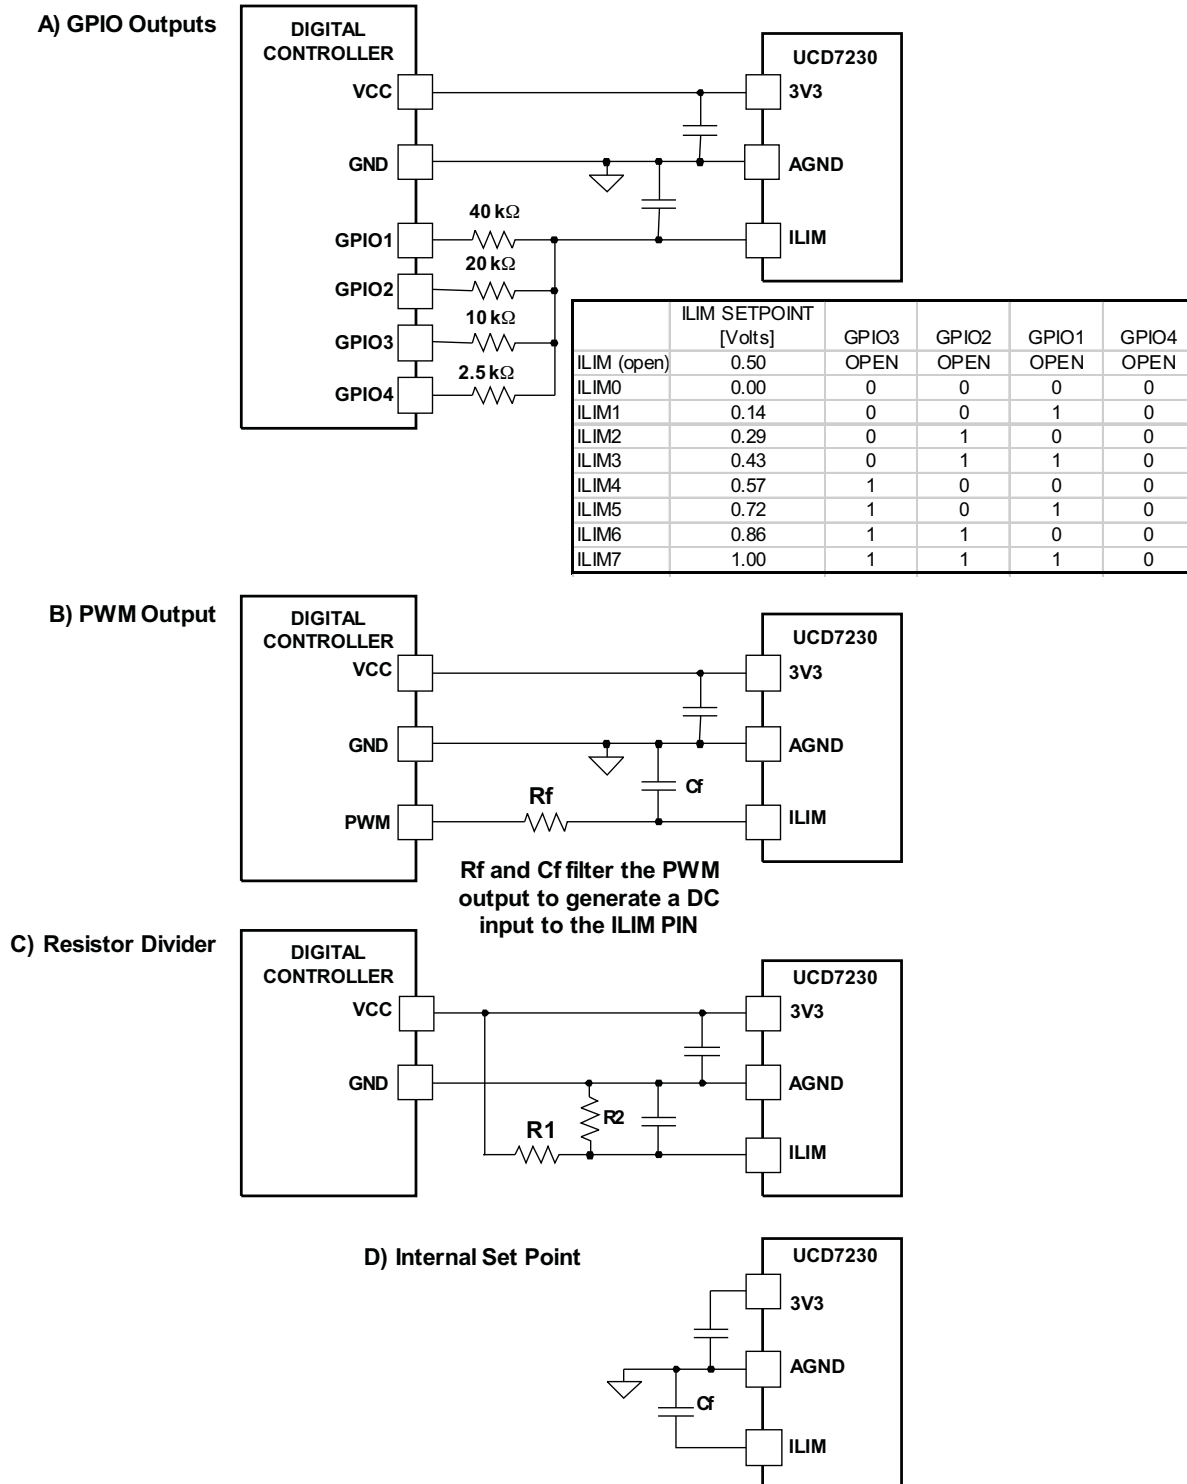 A) GPIO Outputs
DIGITAL
CONTROLLER
UCD7230
VCC
3V3
GND
AGND
40 kΩ
GPIO1
ILIM
20 kΩ
GPIO2
10 kΩ
GPIO3
2.5 kΩ
GPIO4
ILIM SETPOINT
[Volts] GPIO3 GPIO2 GPIO1 GPIO4
ILIM (open) 0.50 OPEN OPEN OPEN OPEN
ILIM0 0.00 0 0 0 0
ILIM1 0.14 0 0 1 0
ILIM2 0.29 0 1 0 0
ILIM3 0.43 0 1 1 0
ILIM4 0.57 1 0 0 0
ILIM5 0.72 1 0 1 0
ILIM6 0.86 1 1 0 0
ILIM7 1.00 1 1 1 0
B) PWM Output
DIGITAL
CONTROLLER
UCD7230
VCC
3V3
GND
AGND
Cf
Rf
PWM
ILIM
Rf and Cf filter the PWM
output to generate a DC
input to the ILIM PIN
C) Resistor Divider
DIGITAL
CONTROLLER
UCD7230
VCC
3V3
GND
AGND
R2
R1
ILIM
D) Internal Set Point
UCD7230
3V3
AGND
Cf
ILIM